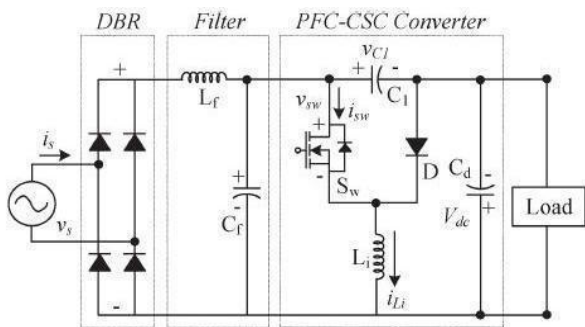 DBR
Filter
PFC-CSC Converter
+
L_f
v_C1
+ -
C_1
v_sw
i_sw
+
i_s
-
S_w
D
C_d
-
+
V_dc
Load
+
-
C_f
v_s
L_i
i_Li
-